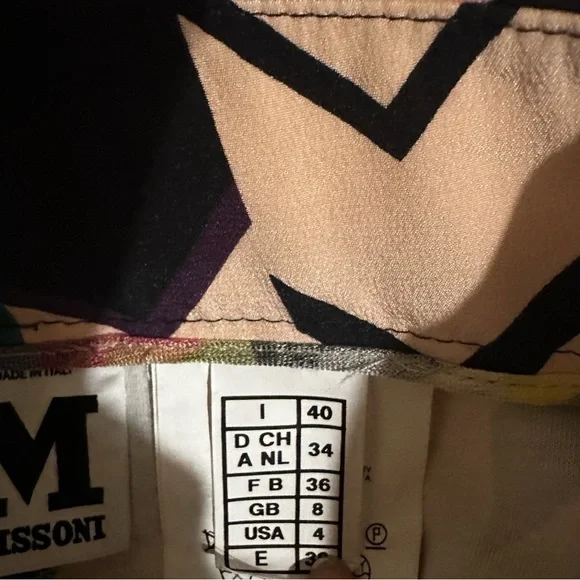 MADE IN ITALY
M
ISSONI
I 40
D CH
A NL 34
F B 36
GB 8
USA 4
E
P